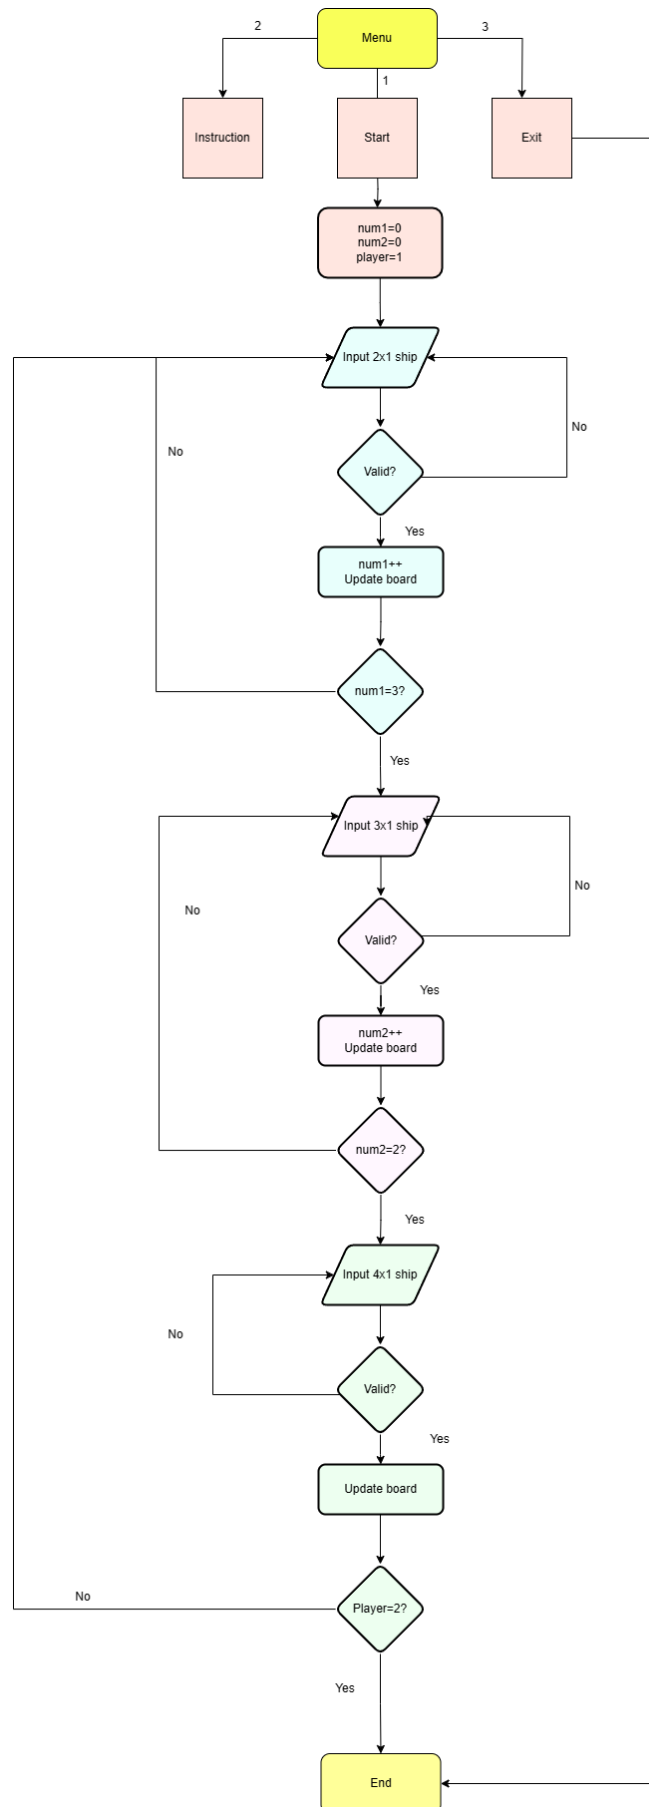 Menu
2
3
1
Instruction
Start
Exit
num1=0
num2=0
player=1
Input 2x1 ship
No
No
Valid?
Yes
num1++
Update board
num1=3?
Yes
Input 3x1 ship
No
No
Valid?
Yes
num2++
Update board
num2=2?
Yes
Input 4x1 ship
No
Valid?
Yes
Update board
No
Player=2?
Yes
End